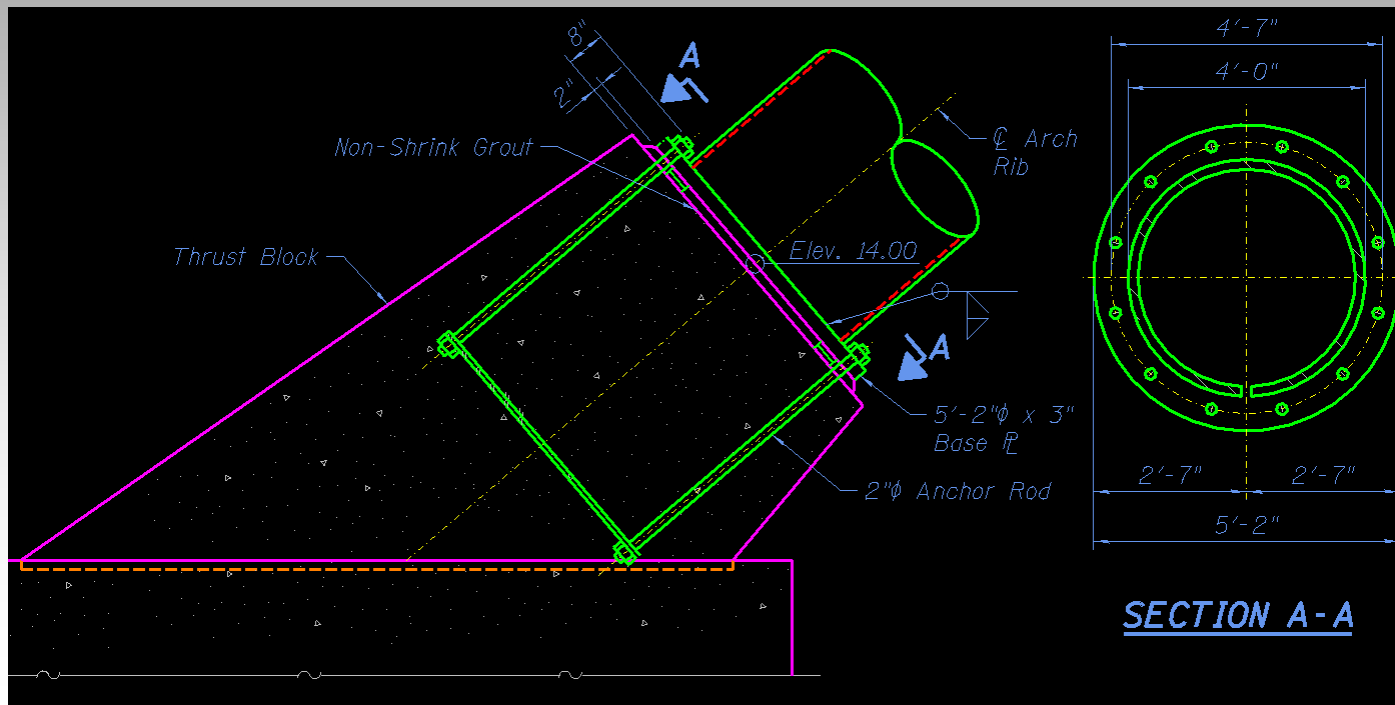 8"
2"
A
Non-Shrink Grout
℄ Arch
Rib
Thrust Block
Elev. 14.00
A
5'-2"ϕ x 3"
Base ⅊
2"ϕ Anchor Rod
4'-7"
4'-0"
2'-7"
2'-7"
5'-2"
SECTION A-A